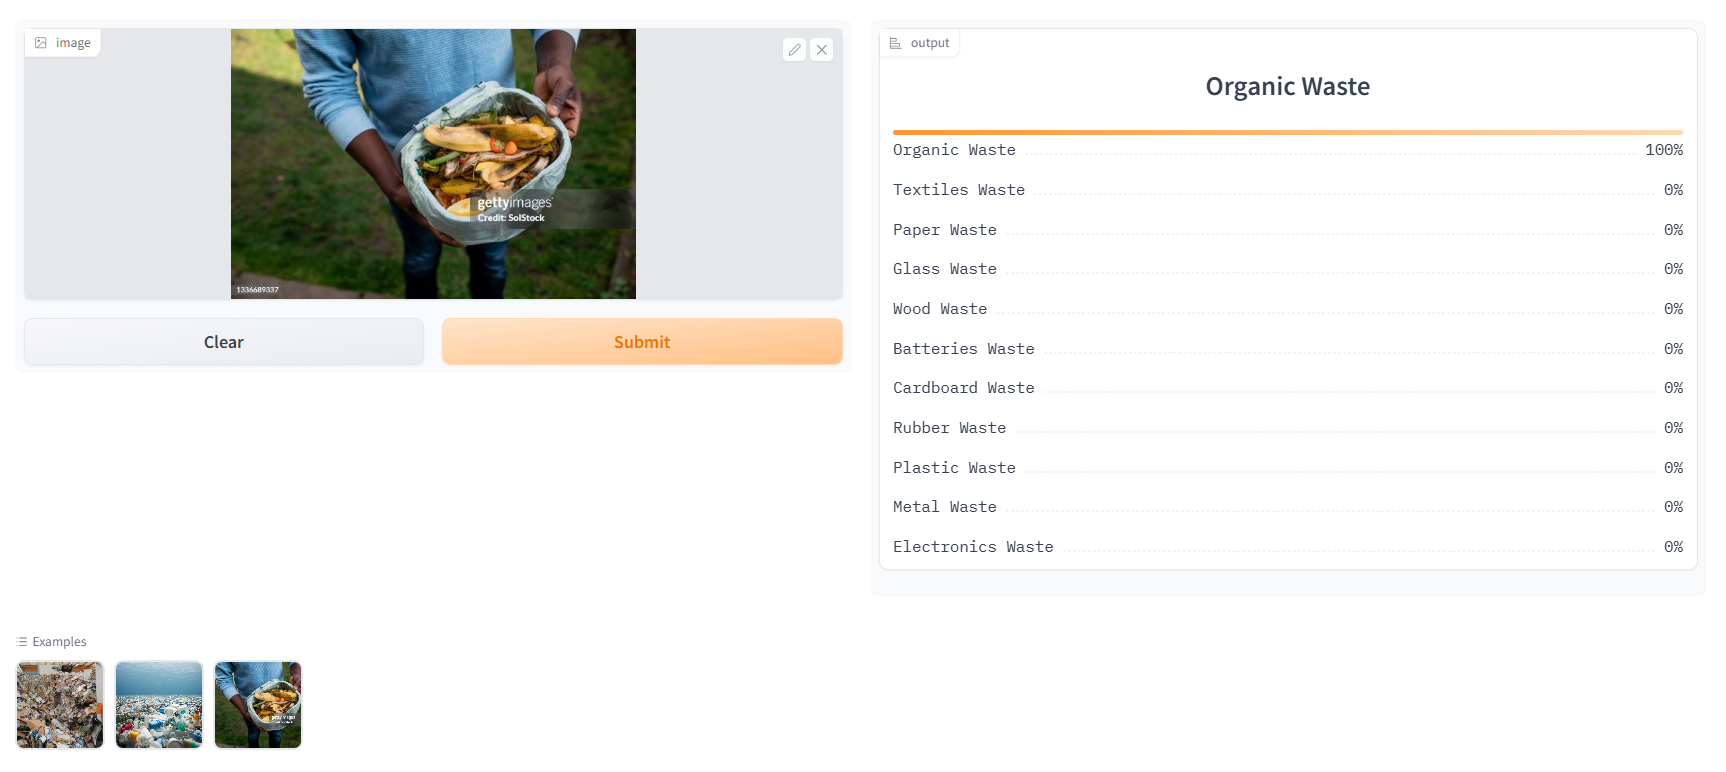 image
gettyimages
Credit: SolStock
1336689337
Clear
Submit
output
Organic Waste
Organic Waste 100%
Textiles Waste 0%
Paper Waste 0%
Glass Waste 0%
Wood Waste 0%
Batteries Waste 0%
Cardboard Waste 0%
Rubber Waste 0%
Plastic Waste 0%
Metal Waste 0%
Electronics Waste 0%
Examples